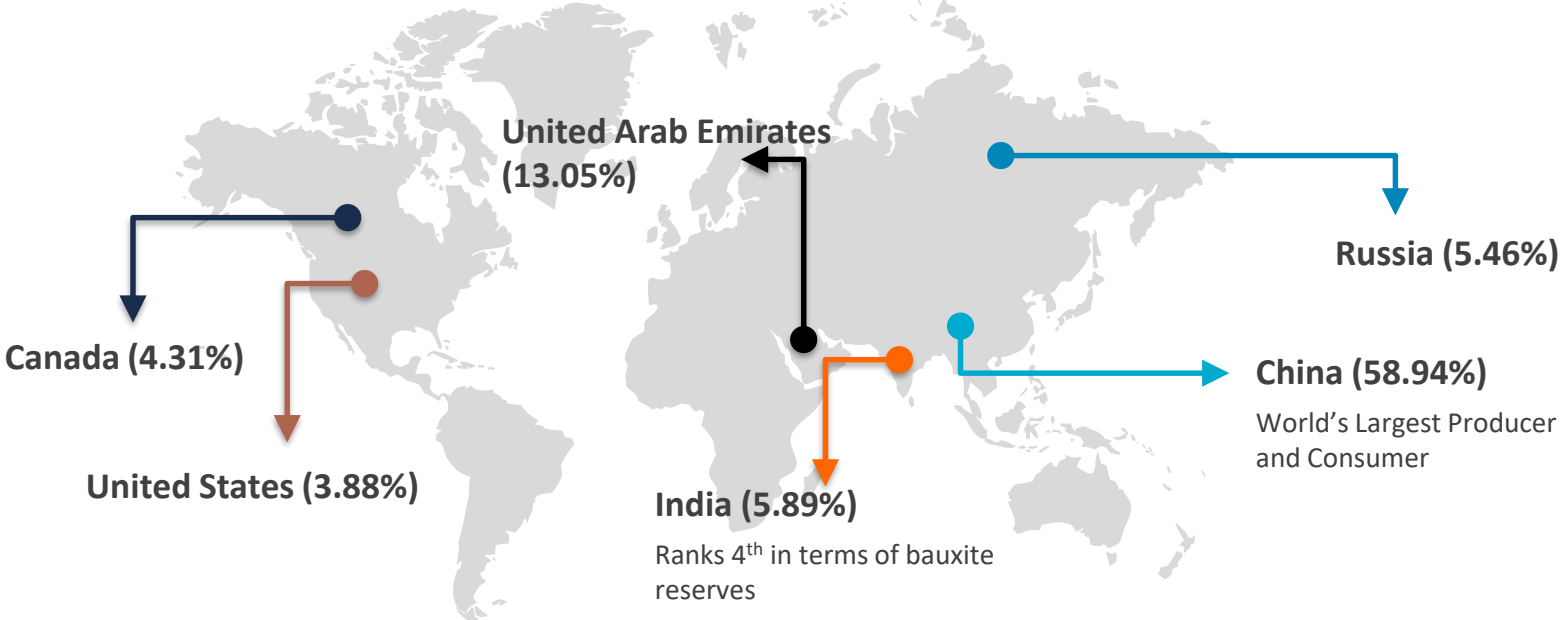 United Arab Emirates
(13.05%)
Russia (5.46%)
Canada (4.31%)
China (58.94%)
World’s Largest Producer
and Consumer
United States (3.88%)
India (5.89%)
Ranks 4th in terms of bauxite
reserves